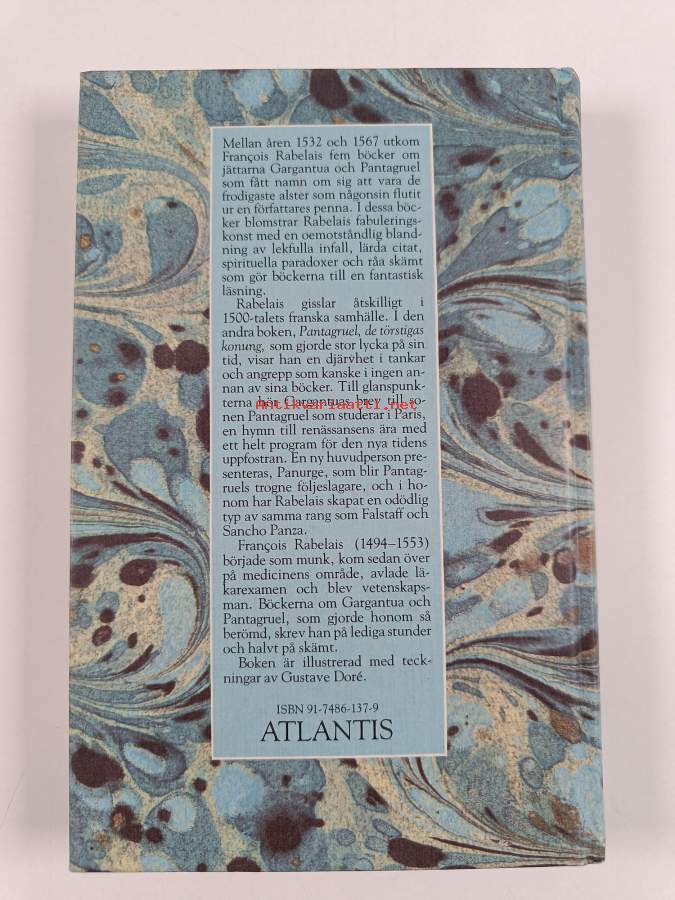 Mellan åren 1532 och 1567 utkom
François Rabelais fem böcker om
jättarna Gargantua och Pantagruel
som fått namn om sig att vara de
frodigaste alster som någonsin flutit
ur en författares penna. I dessa böc-
ker blomstrar Rabelais fabulerings-
konst med en oemotståndlig bland-
ning av lekfulla infall, lärda citat,
spirituella paradoxer och råa skämt
som gör böckerna till en fantastisk
läsning.
Rabelais gisslar åtskilligt i
1500-talets franska samhälle. I den
andra boken, Pantagruel, de törstigas
konung, som gjorde stor lycka på sin
tid, visar han en djärvhet i tankar
och angrepp som kanske i ingen an-
nan av sina böcker. Till glanspunk-
terna hör Gargantuas brev till so-
Antikvariaatti.net
nen Pantagruel som studerar i Paris,
en hymn till renässansens ära med
ett helt program för den nya tidens
uppfostran. En ny huvudperson pre-
senteras, Panurge, som blir Pantag-
ruels trogne följeslagare, och i ho-
nom har Rabelais skapat en odödlig
typ av samma rang som Falstaff och
Sancho Panza.
François Rabelais (1494–1553)
började som munk, kom sedan över
på medicinens område, avlade lä-
karexamen och blev vetenskaps-
man. Böckerna om Gargantua och
Pantagruel, som gjorde honom så
berömd, skrev han på lediga stunder
och halvt på skämt.
Boken är illustrerad med teck-
ningar av Gustave Doré.
ISBN 91-7486-137-9
ATLANTIS